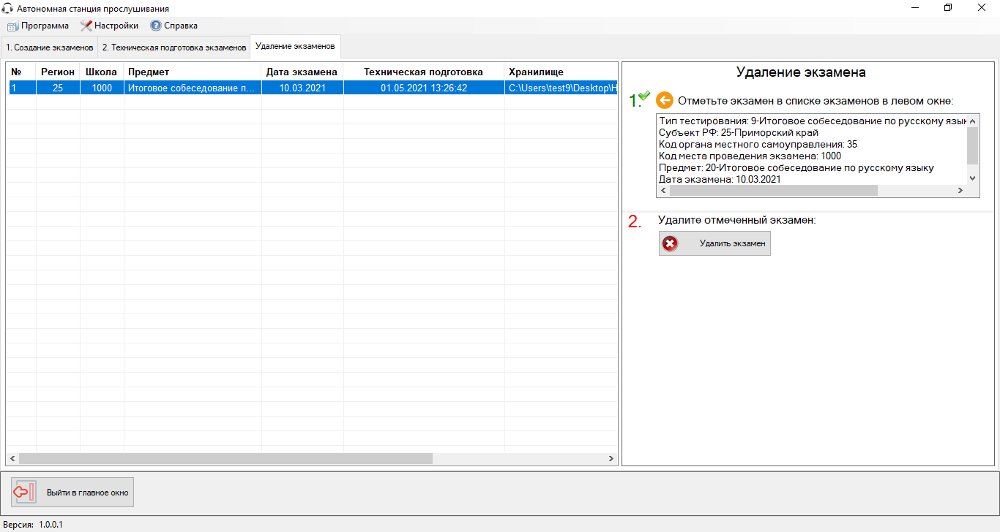 Автономная станция прослушивания
Программа Настройки Справка
1. Создание экзаменов 2. Техническая подготовка экзаменов Удаление экзаменов
№ Регион Школа Предмет Дата экзамена Техническая подготовка Хранилище
1 25 1000 Итоговое собеседование п... 10.03.2021 01.05.2021 13:26:42 C:\Users\test9\Desktop\H
Удаление экзамена
1. Отметьте экзамен в списке экзаменов в левом окне:
Тип тестирования: 9-Итоговое собеседование по русскому язык
Субъект РФ: 25-Приморский край
Код органа местного самоуправления: 35
Код места проведения экзамена: 1000
Предмет: 20-Итоговое собеседование по русскому языку
Дата экзамена: 10.03.2021
2. Удалите отмеченный экзамен:
Удалить экзамен
Выйти в главное окно
Версия: 1.0.0.1